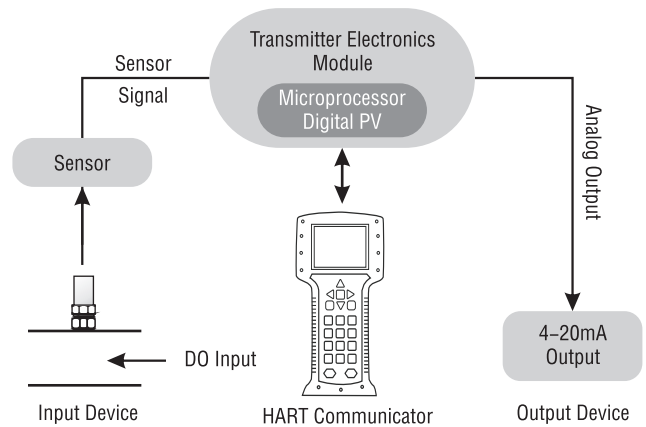 Transmitter Electronics
Module
Microprocessor
Digital PV
Sensor
Signal
Sensor
Analog Output
DO Input
4–20mA
Output
Input Device
HART Communicator
Output Device